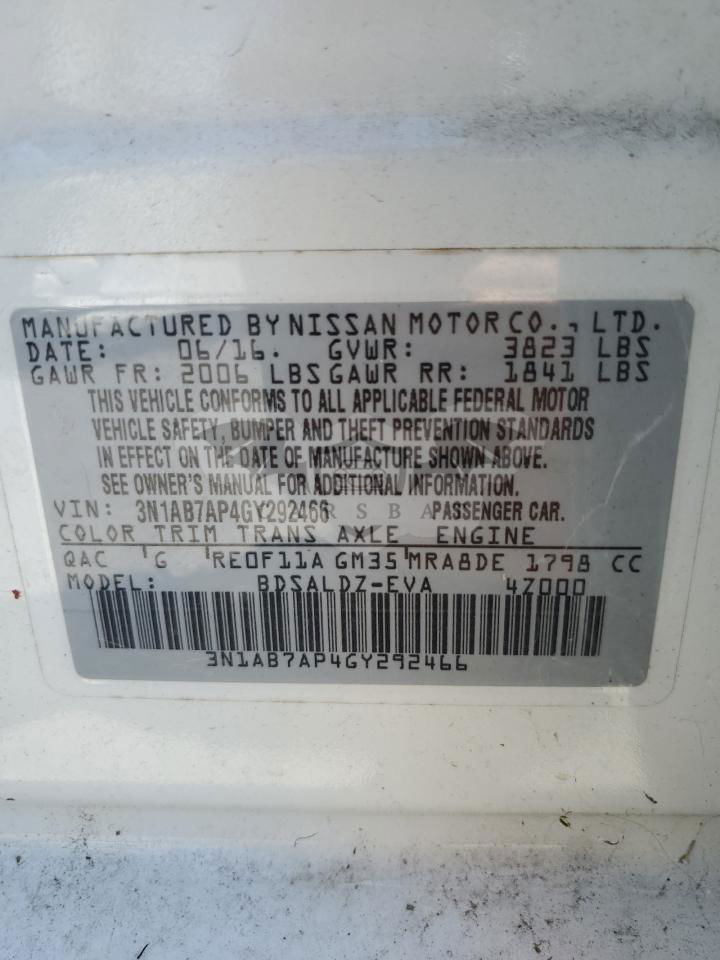 MANUFACTURED BY NISSAN MOTOR CO., LTD.
DATE: 06/16. GVWR: 3823 LBS
GAWR FR: 2006 LBS GAWR RR: 1841 LBS
THIS VEHICLE CONFORMS TO ALL APPLICABLE FEDERAL MOTOR
VEHICLE SAFETY, BUMPER AND THEFT PREVENTION STANDARDS
IN EFFECT ON THE DATE OF MANUFACTURE SHOWN ABOVE.
SEE OWNER'S MANUAL FOR ADDITIONAL INFORMATION.
VIN: 3N1AB7AP4GY292466 PASSENGER CAR.
COLOR TRIM TRANS AXLE ENGINE
QAC G RE0F11A GM35 MRA8DE 1798 CC
MODEL: BDSALDZ-EVA 4Z000
3N1AB7AP4GY292466